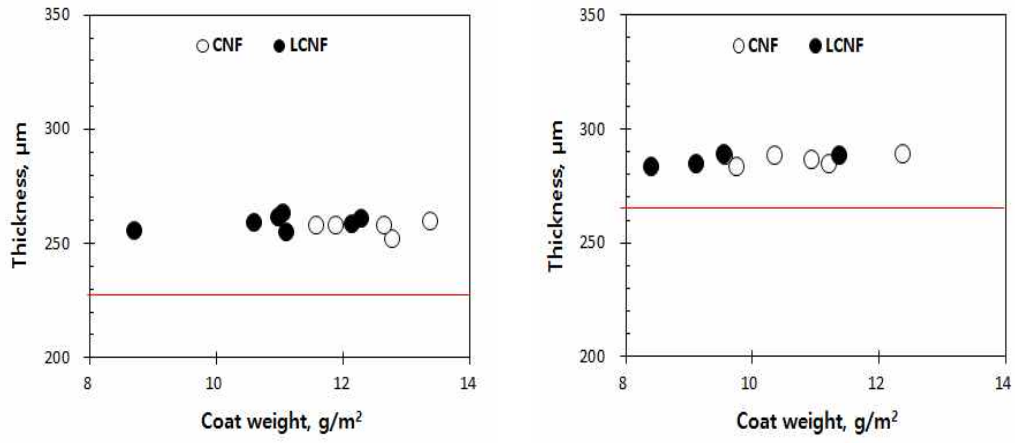 350
300
250
200
Thickness, μm
CNF
LCNF
8
10
12
14
Coat weight, g/m²
350
300
250
200
Thickness, μm
CNF
LCNF
8
10
12
14
Coat weight, g/m²